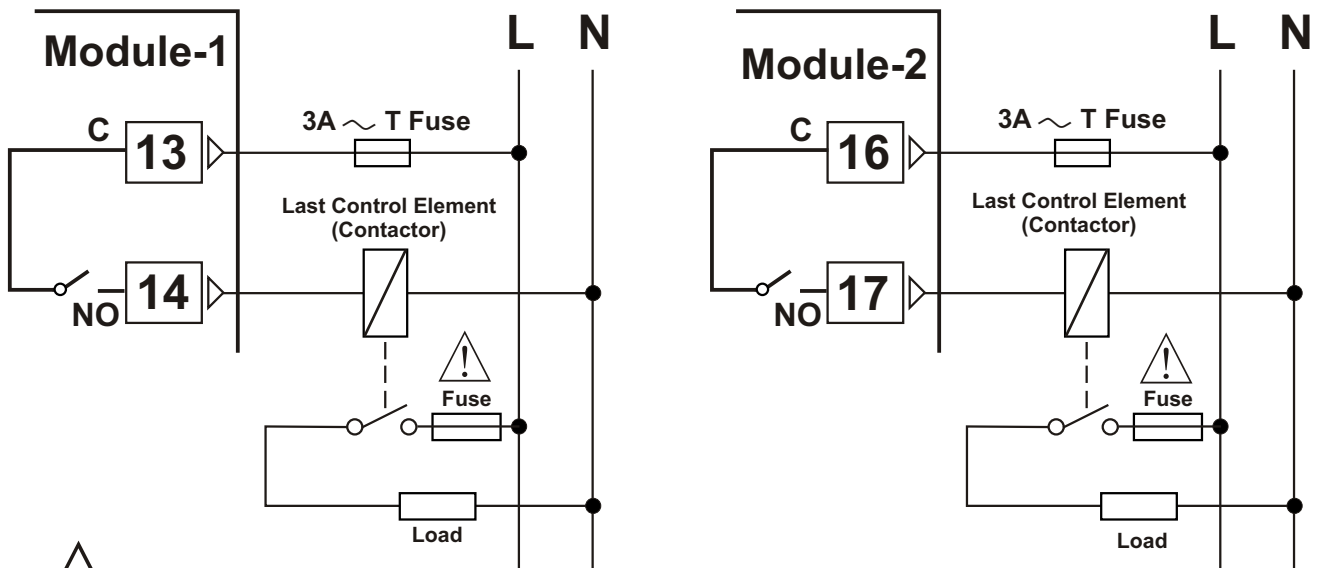 Module-1
L N
C
13
3A ~ T Fuse
Last Control Element
(Contactor)
NO
14
!
Fuse
Load
Module-2
L N
C
16
3A ~ T Fuse
Last Control Element
(Contactor)
NO
17
!
Fuse
Load